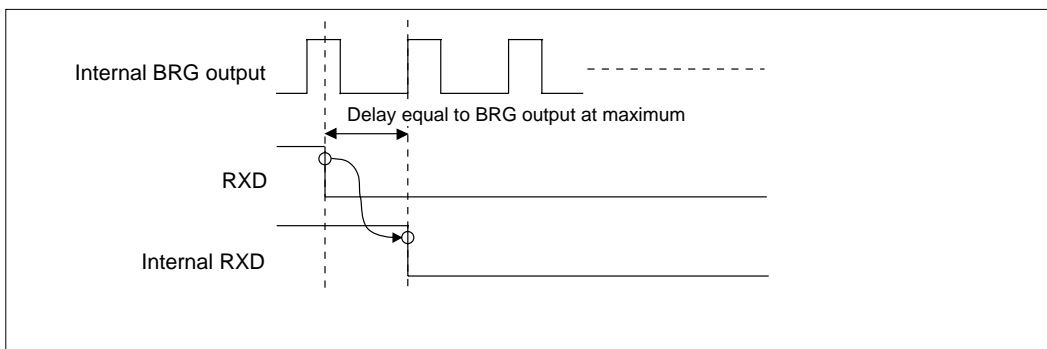 Internal BRG output
Delay equal to BRG output at maximum
RXD
Internal RXD